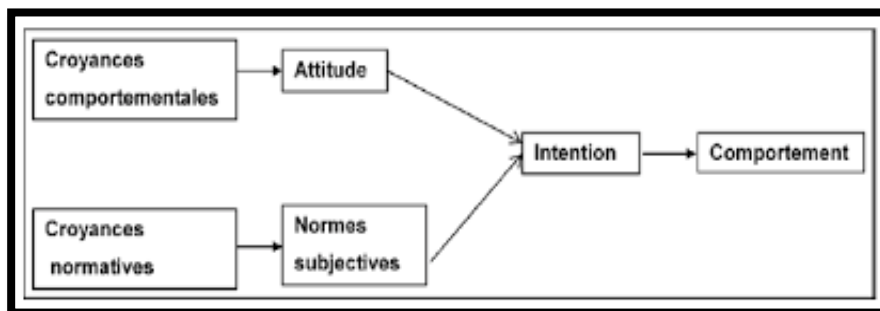 Croyances
comportementales
Attitude
Intention
Comportement
Croyances
normatives
Normes
subjectives